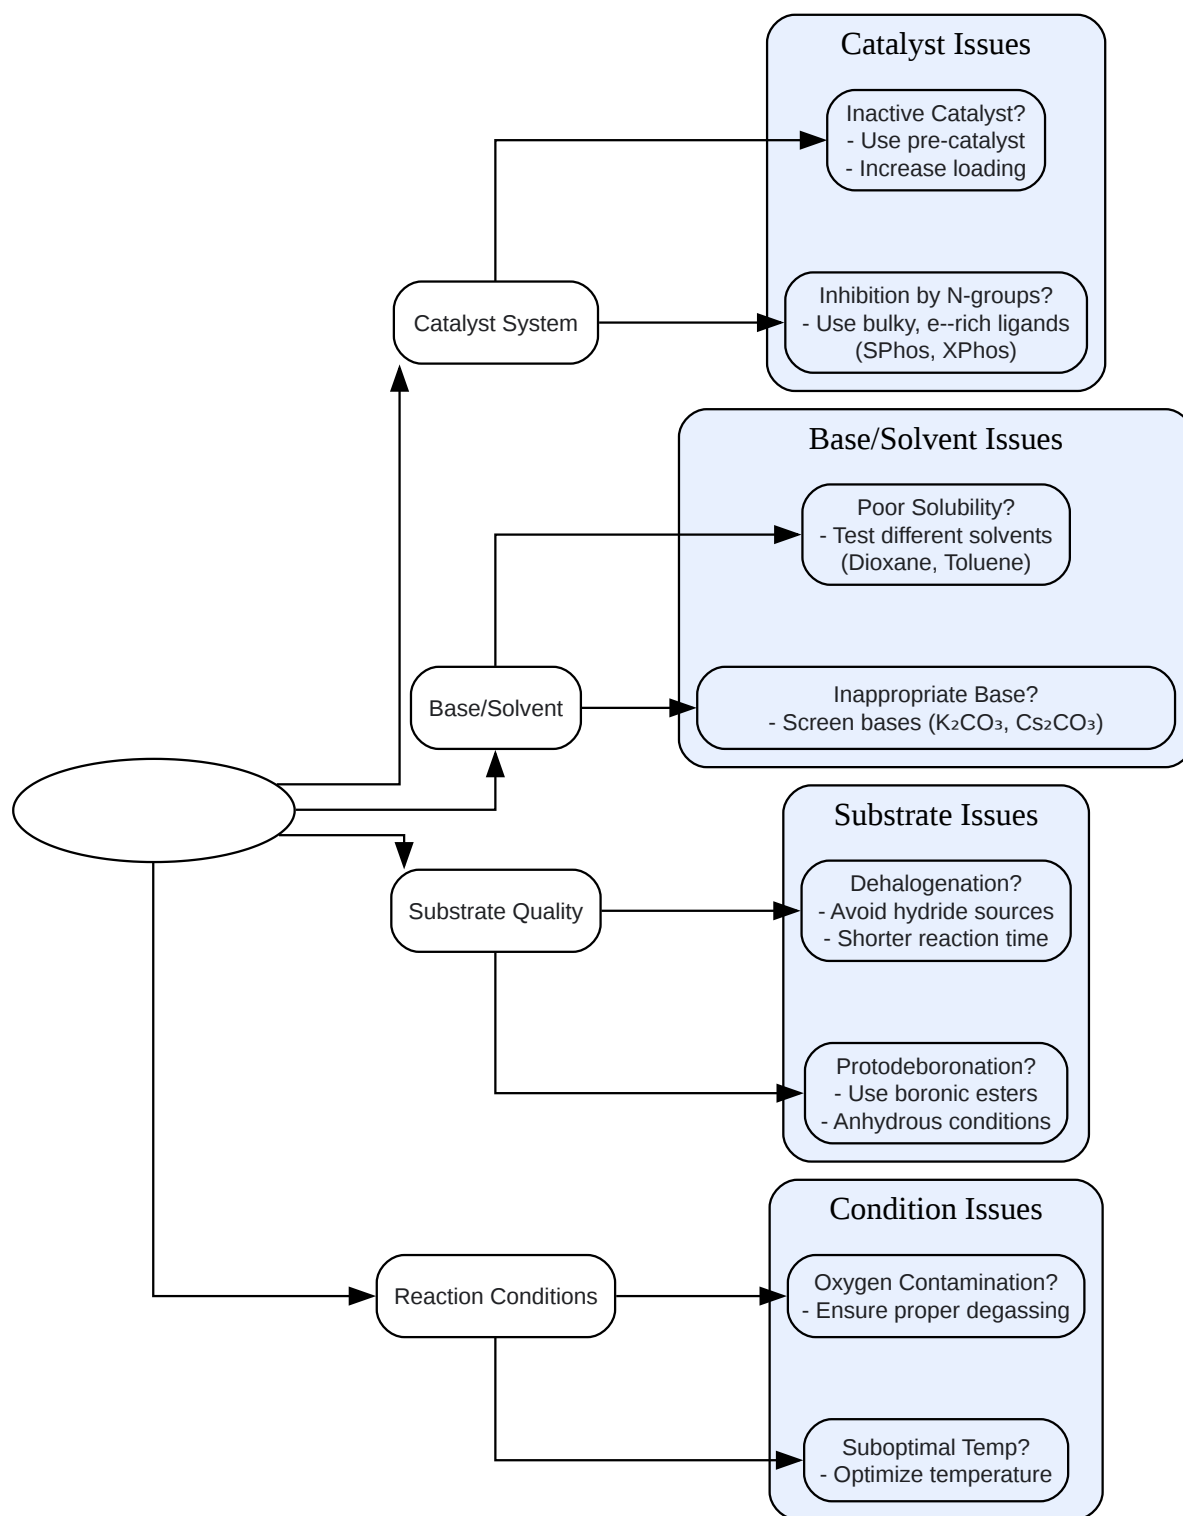 Catalyst Issues
Inactive Catalyst?
- Use pre-catalyst
- Increase loading
Catalyst System
Inhibition by N-groups?
- Use bulky, e--rich ligands
(SPhos, XPhos)
Base/Solvent Issues
Poor Solubility?
- Test different solvents
(Dioxane, Toluene)
Base/Solvent
Inappropriate Base?
- Screen bases (K₂CO₃, Cs₂CO₃)
Substrate Issues
Substrate Quality
Dehalogenation?
- Avoid hydride sources
- Shorter reaction time
Protodeboronation?
- Use boronic esters
- Anhydrous conditions
Condition Issues
Reaction Conditions
Oxygen Contamination?
- Ensure proper degassing
Suboptimal Temp?
- Optimize temperature